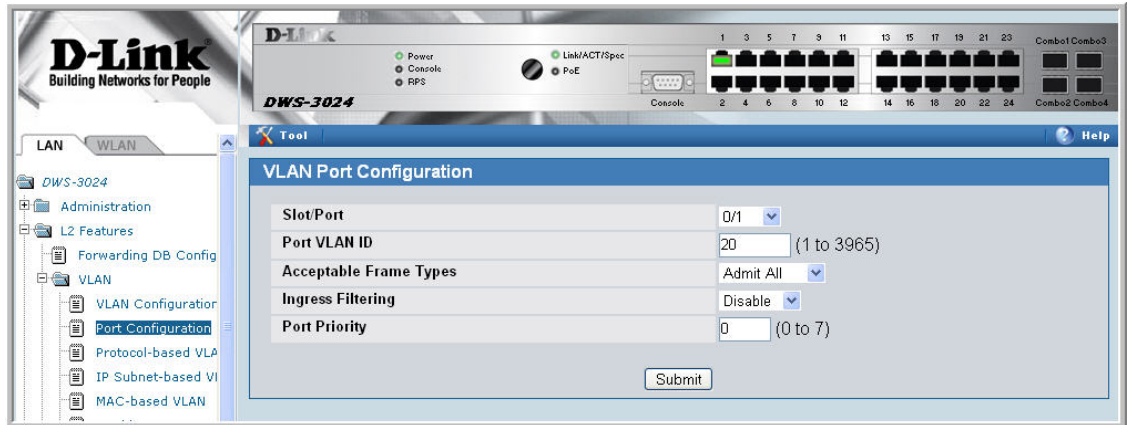 D-Link
Building Networks for People
D-Link
Power
Console
RPS
Link/ACT/Spec
PoE
Console
DWS-3024
1 3 5 7 9 11 13 15 17 19 21 23
Combo1 Combo3
2 4 6 8 10 12 14 16 18 20 22 24
Combo2 Combo4
LAN WLAN
Tool
Help
DWS-3024
Administration
L2 Features
Forwarding DB Config
VLAN
VLAN Configuration
Port Configuration
Protocol-based VLA
IP Subnet-based VI
MAC-based VLAN
VLAN Port Configuration
Slot/Port 0/1
Port VLAN ID 20 (1 to 3965)
Acceptable Frame Types Admit All
Ingress Filtering Disable
Port Priority 0 (0 to 7)
Submit